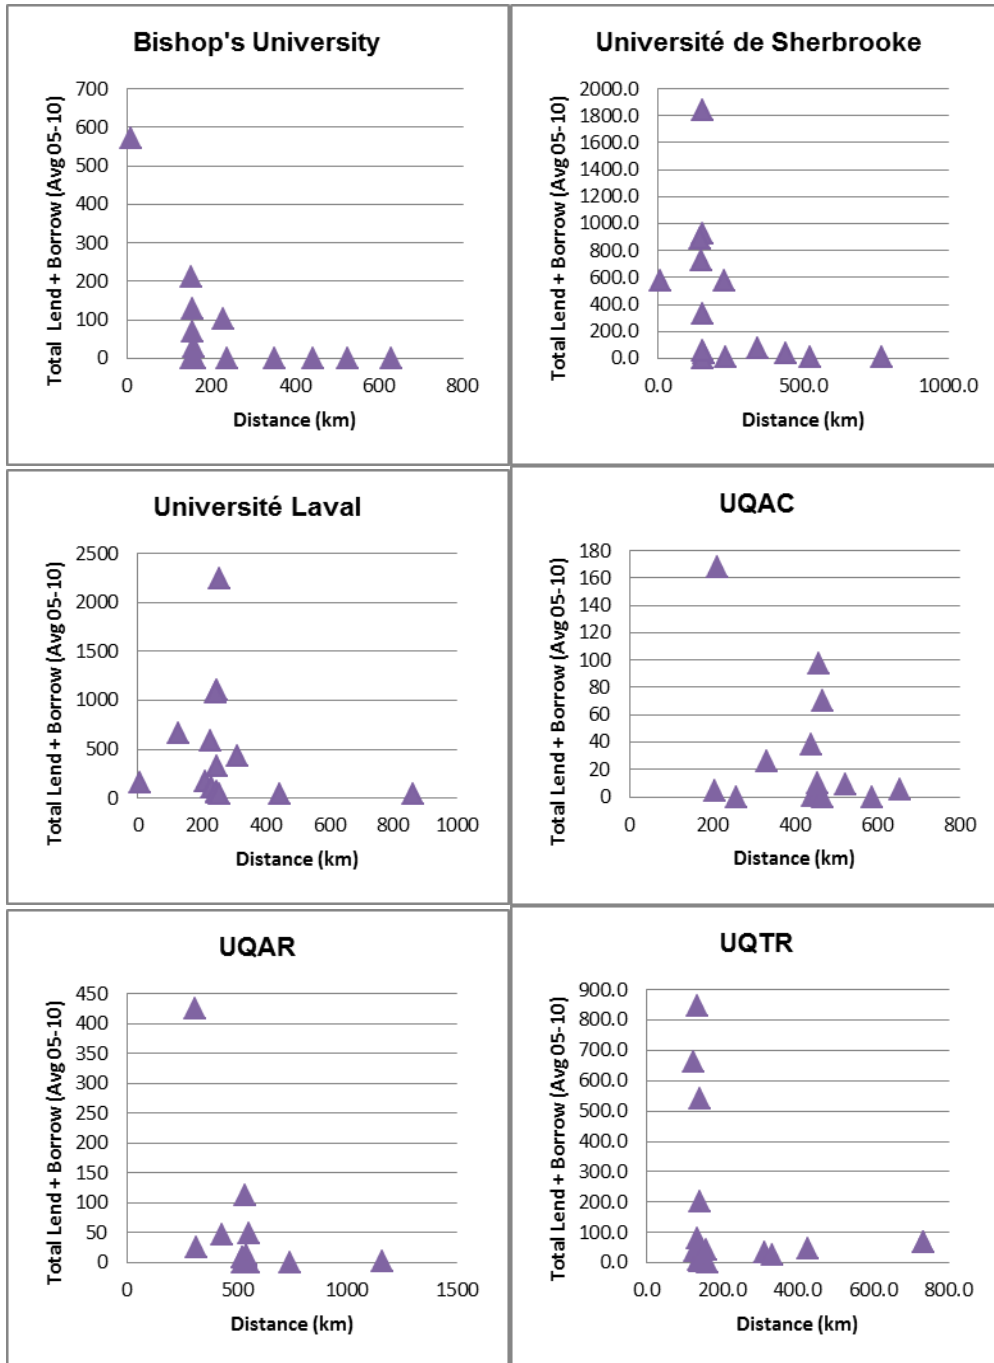 Bishop's University
Total Lend + Borrow (Avg 05-10)
700
600
500
400
300
200
100
0
0 200 400 600 800
Distance (km)
Université de Sherbrooke
Total Lend + Borrow (Avg 05-10)
2000.0
1800.0
1600.0
1400.0
1200.0
1000.0
800.0
600.0
400.0
200.0
0.0
0.0 500.0 1000.0
Distance (km)
Université Laval
Total Lend + Borrow (Avg 05-10)
2500
2000
1500
1000
500
0
0 200 400 600 800 1000
Distance (km)
UQAC
Total Lend + Borrow (Avg 05-10)
180
160
140
120
100
80
60
40
20
0
0 200 400 600 800
Distance (km)
UQAR
Total Lend + Borrow (Avg 05-10)
450
400
350
300
250
200
150
100
50
0
0 500 1000 1500
Distance (km)
UQTR
Total Lend + Borrow (Avg 05-10)
900.0
800.0
700.0
600.0
500.0
400.0
300.0
200.0
100.0
0.0
0.0 200.0 400.0 600.0 800.0
Distance (km)